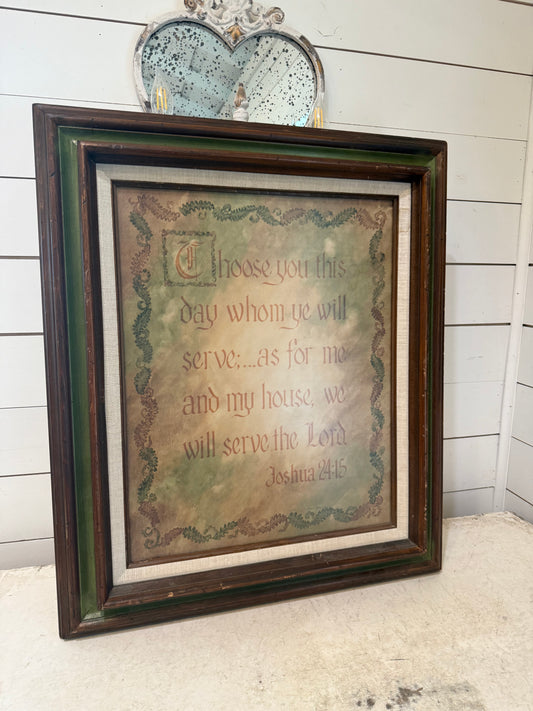 Choose you this
day whom ye will
serve;...as for me
and my house, we
will serve the Lord
Joshua 24:15